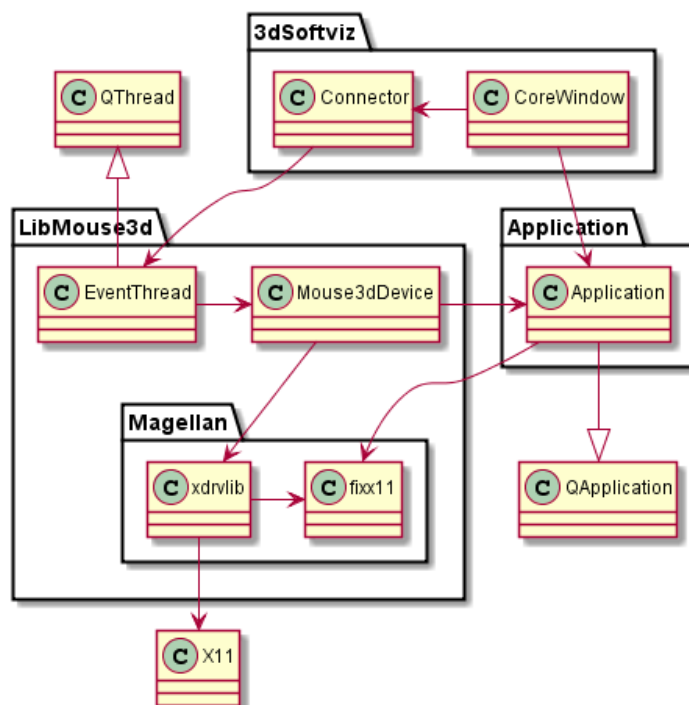 3dSoftviz
C QThread
C Connector
C CoreWindow
LibMouse3d
Application
C EventThread
C Mouse3dDevice
C Application
Magellan
C xdrvlib
C fixx11
C QApplication
C X11